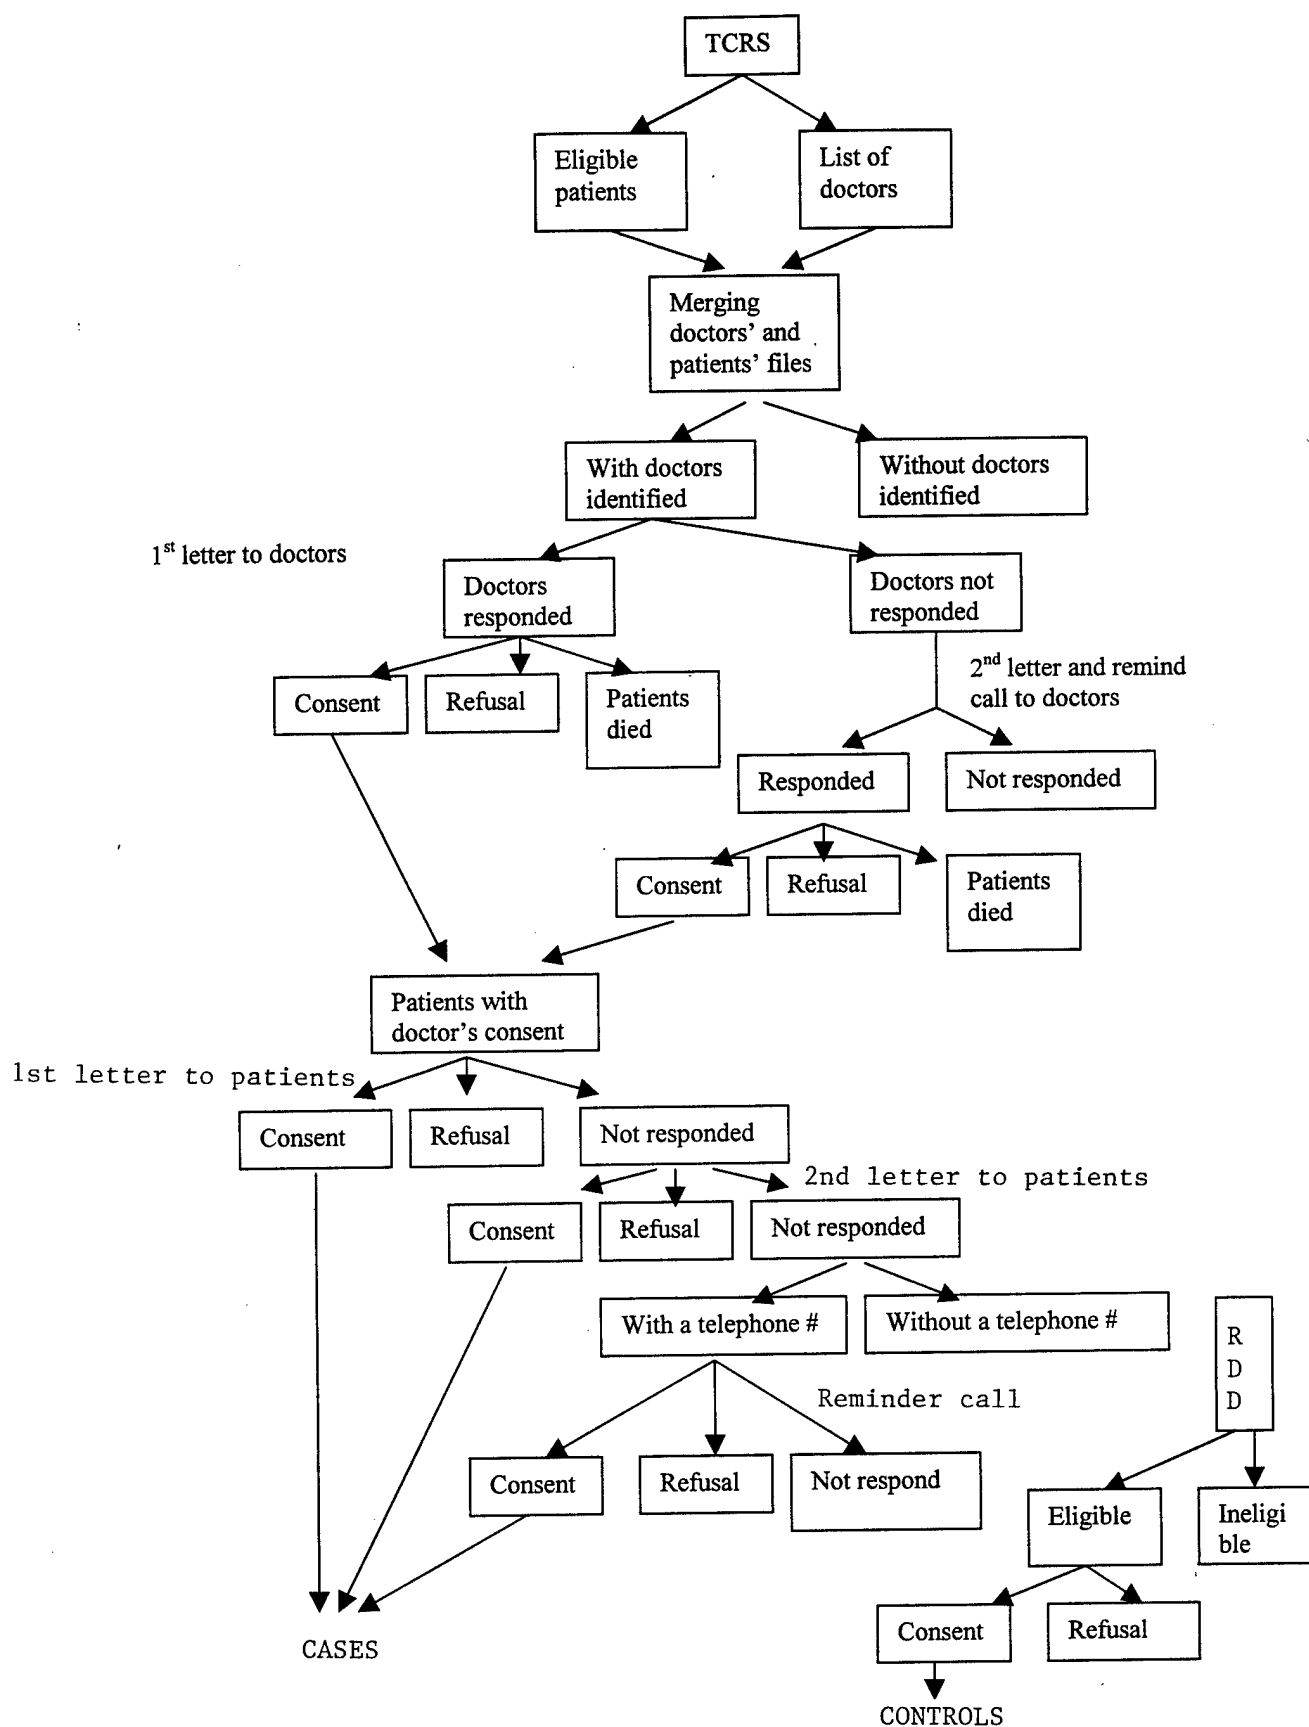 TCRS
Eligible
patients
List of
doctors
Merging
doctors’ and
patients’ files
With doctors
identified
Without doctors
identified
1st letter to doctors
Doctors
responded
Doctors not
responded
2nd letter and remind
call to doctors
Consent
Refusal
Patients
died
Responded
Not responded
Consent
Refusal
Patients
died
Patients with
doctor’s consent
1st letter to patients
Consent
Refusal
Not responded
2nd letter to patients
Consent
Refusal
Not responded
With a telephone #
Without a telephone #
R
D
D
Reminder call
Consent
Refusal
Not respond
Eligible
Ineligi
ble
Consent
Refusal
CASES
CONTROLS